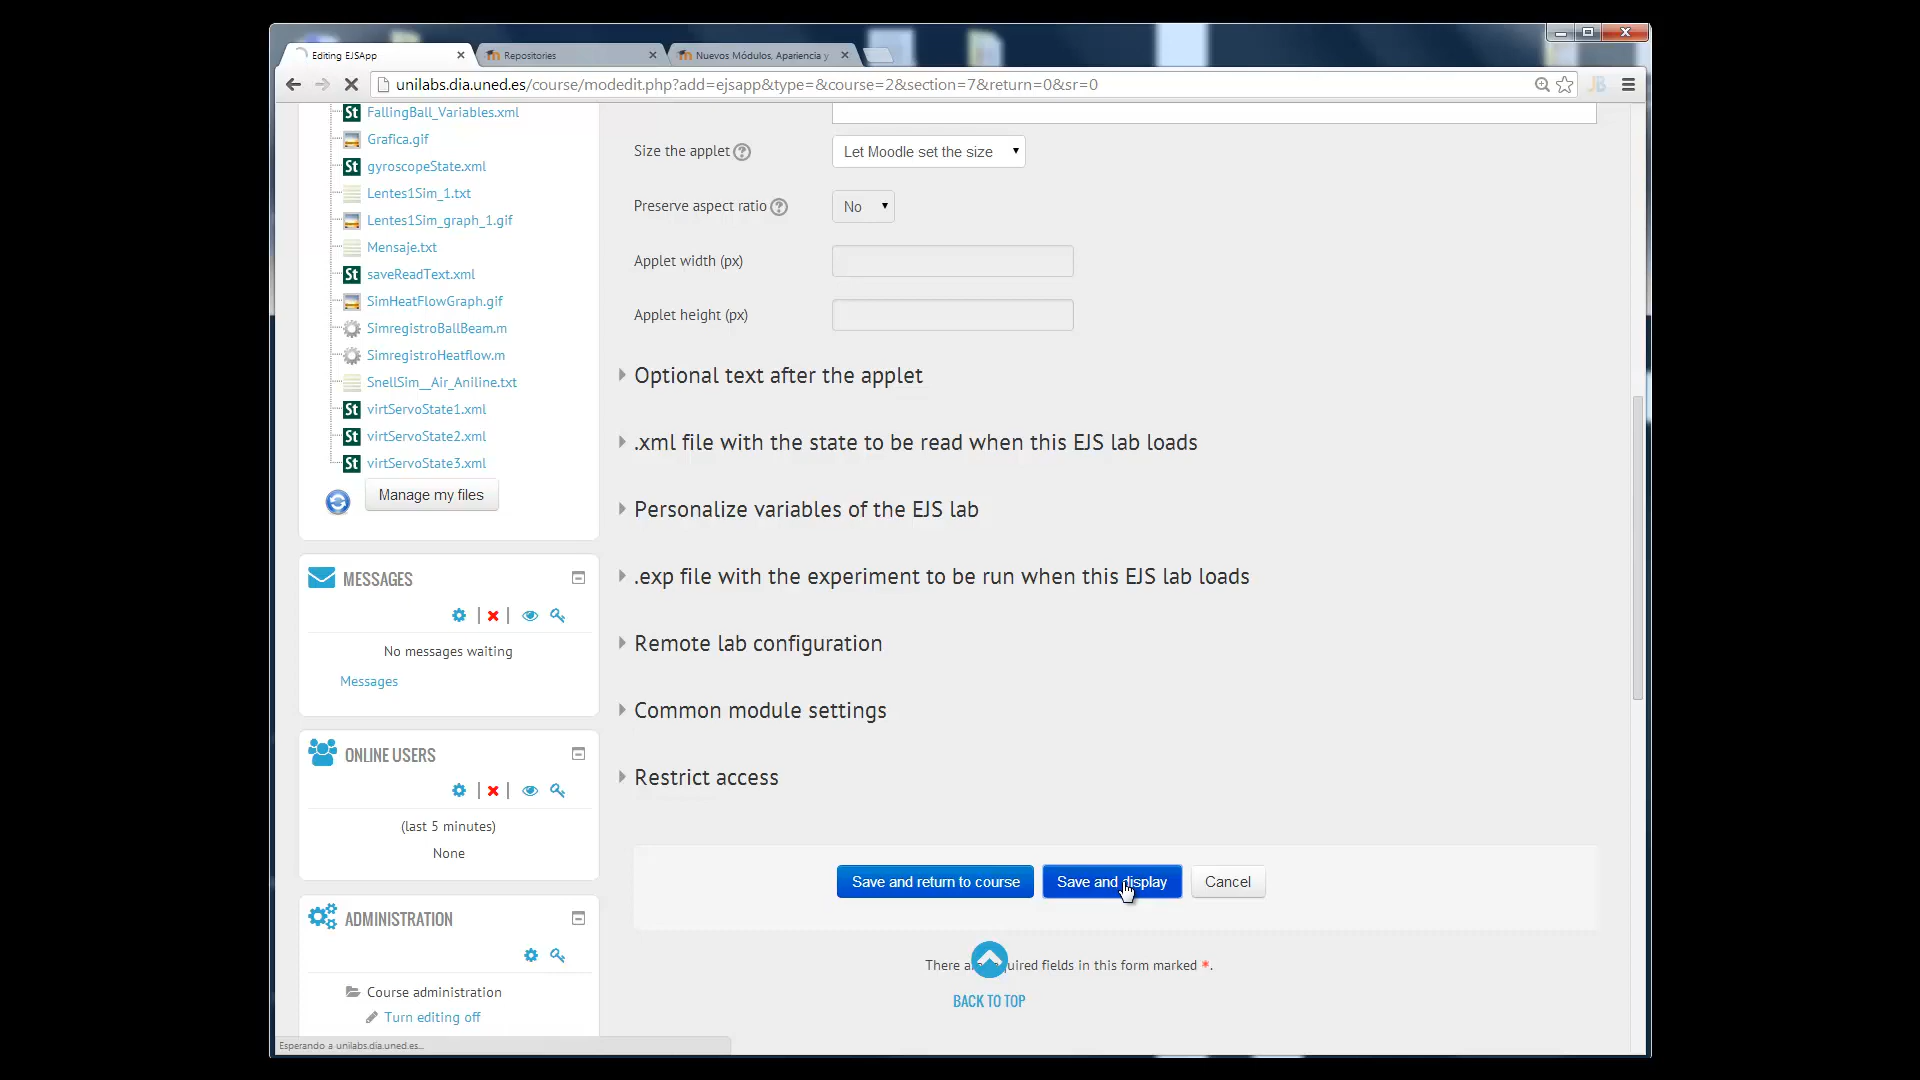 Editing EJSApp
Repositories
Nuevos Módulos, Apariencia y
unilabs.dia.uned.es/course/modedit.php?add=ejsapp&type=&course=2&section=7&return=0&sr=0
FallingBall_Variables.xml
Grafica.gif
gyroscopeState.xml
Lentes1Sim_1.txt
Lentes1Sim_graph_1.gif
Mensaje.txt
saveReadText.xml
SimHeatFlowGraph.gif
SimregistroBallBeam.m
SimregistroHeatflow.m
SnellSim__Air_Aniline.txt
virtServoState1.xml
virtServoState2.xml
virtServoState3.xml
Manage my files
MESSAGES
No messages waiting
Messages
ONLINE USERS
(last 5 minutes)
None
ADMINISTRATION
Course administration
Turn editing off
Size the applet
Let Moodle set the size
Preserve aspect ratio
No
Applet width (px)
Applet height (px)
Optional text after the applet
.xml file with the state to be read when this EJS lab loads
Personalize variables of the EJS lab
.exp file with the experiment to be run when this EJS lab loads
Remote lab configuration
Common module settings
Restrict access
Save and return to course
Save and display
Cancel
There are required fields in this form marked *.
BACK TO TOP
Esperando a unilabs.dia.uned.es...